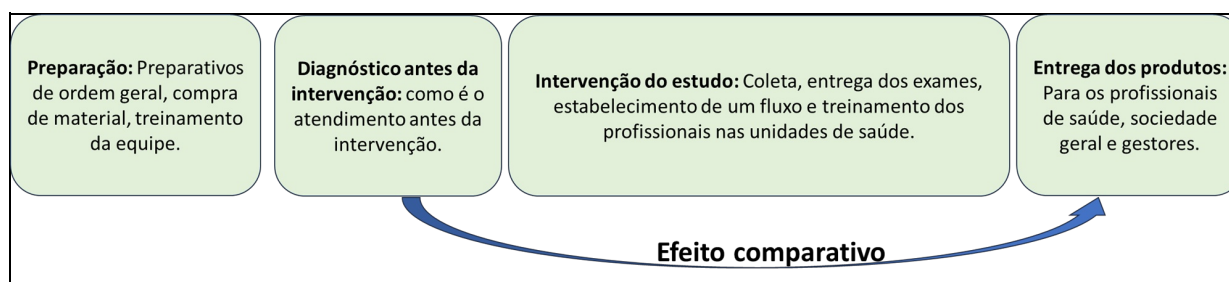 Preparação: Preparativos
de ordem geral, compra
de material, treinamento
da equipe.
Diagnóstico antes da
intervenção: como é o
atendimento antes da
intervenção.
Intervenção do estudo: Coleta, entrega dos exames,
estabelecimento de um fluxo e treinamento dos
profissionais nas unidades de saúde.
Entrega dos produtos:
Para os profissionais
de saúde, sociedade
geral e gestores.
Efeito comparativo